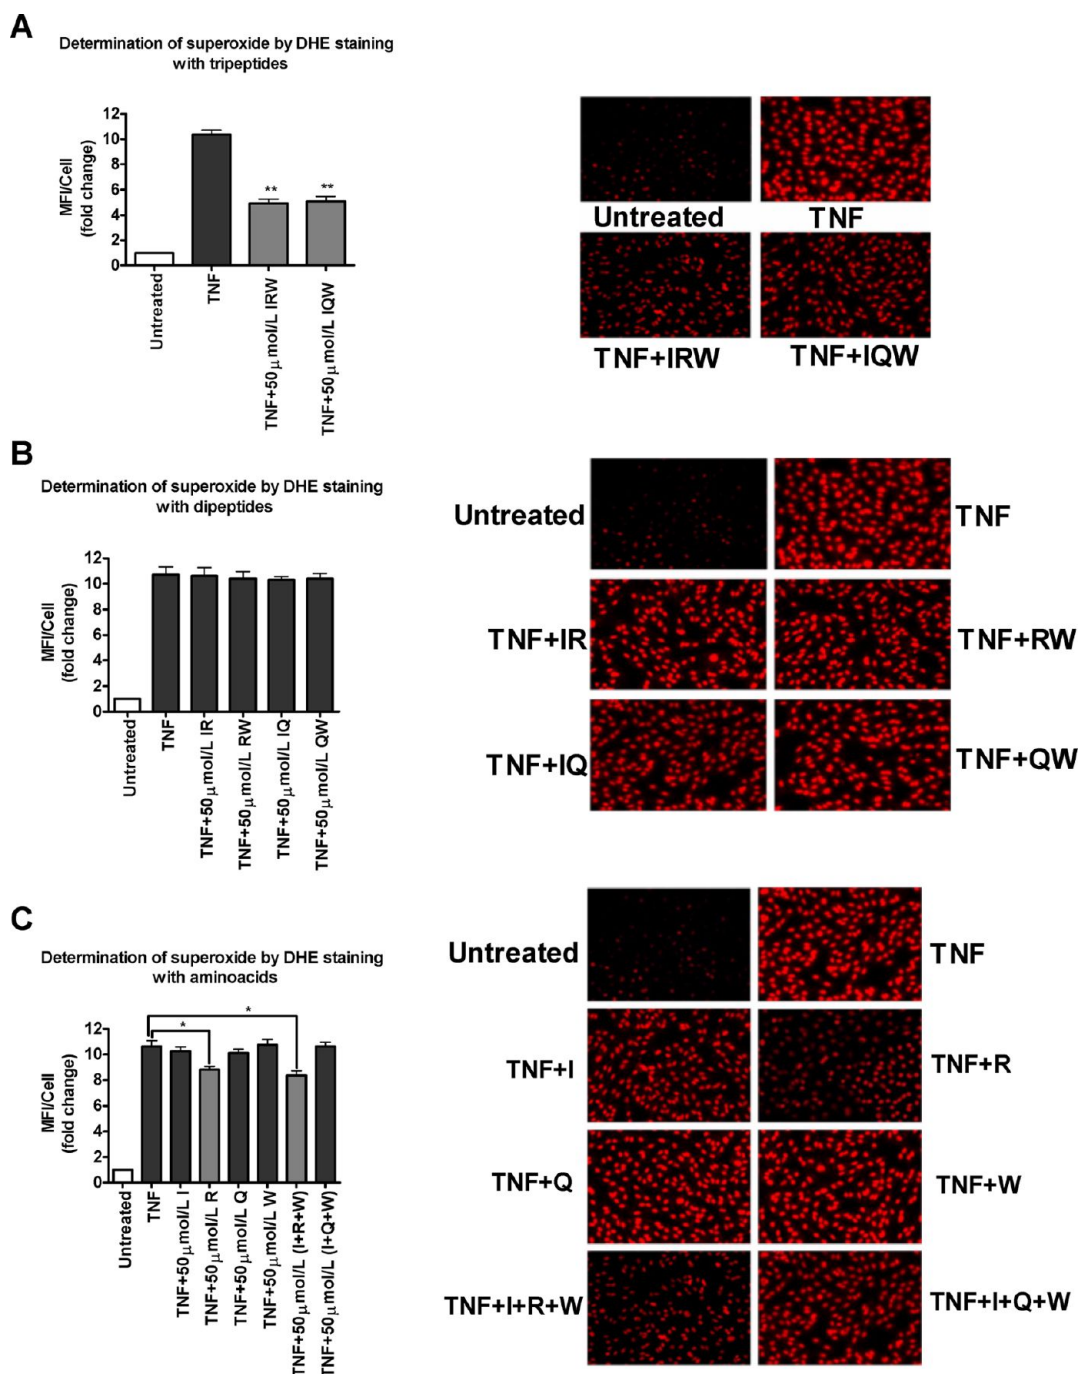 A
Determination of superoxide by DHE staining
with tripeptides
MFI/Cell
(fold change)
12
10
8
6
4
2
0
**
**
Untreated
TNF
TNF+50μmol/L IRW
TNF+50μmol/L IQW
Untreated
TNF
TNF+IRW
TNF+IQW
B
Determination of superoxide by DHE staining
with dipeptides
MFI/Cell
(fold change)
12
10
8
6
4
2
0
Untreated
TNF
TNF+50μmol/L IR
TNF+50μmol/L RW
TNF+50μmol/L IQ
TNF+50μmol/L QW
Untreated
TNF
TNF+IR
TNF+RW
TNF+IQ
TNF+QW
C
Determination of superoxide by DHE staining
with aminoacids
MFI/Cell
(fold change)
12
10
8
6
4
2
0
*
*
Untreated
TNF
TNF+50μmol/L I
TNF+50μmol/L R
TNF+50μmol/L Q
TNF+50μmol/L W
TNF+50μmol/L (I+R+W)
TNF+50μmol/L (I+Q+W)
Untreated
TNF
TNF+I
TNF+R
TNF+Q
TNF+W
TNF+I+R+W
TNF+I+Q+W